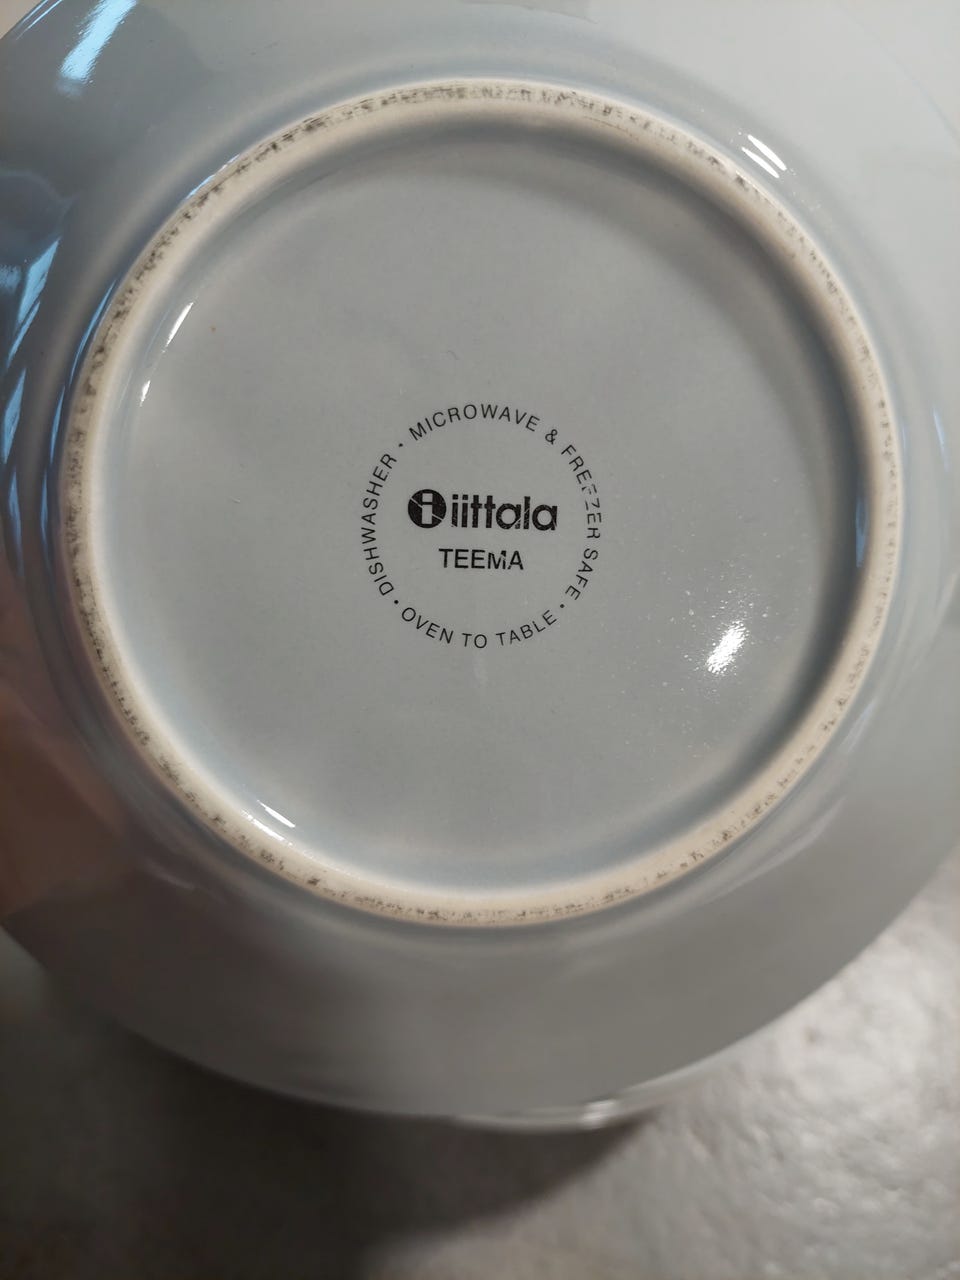 MICROWAVE & FREEZER SAFE • OVEN TO TABLE • DISHWASHER •
iittala
TEEMA